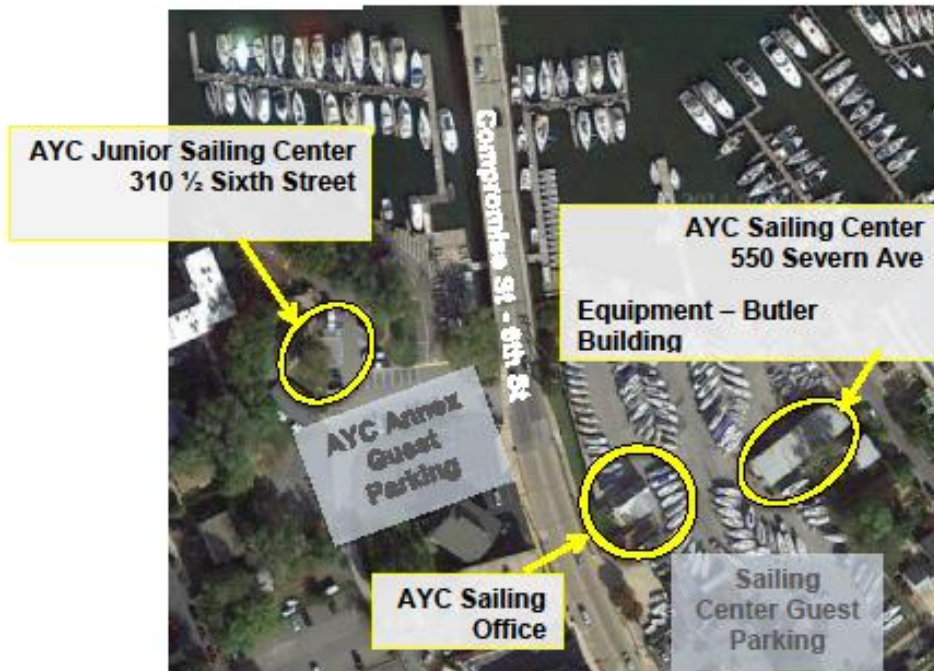 AYC Junior Sailing Center
310 ½ Sixth Street
Compromise St - 6th St
AYC Sailing Center
550 Severn Ave
Equipment – Butler
Building
AYC Annex
Guest
Parking
AYC Sailing
Office
Sailing
Center Guest
Parking